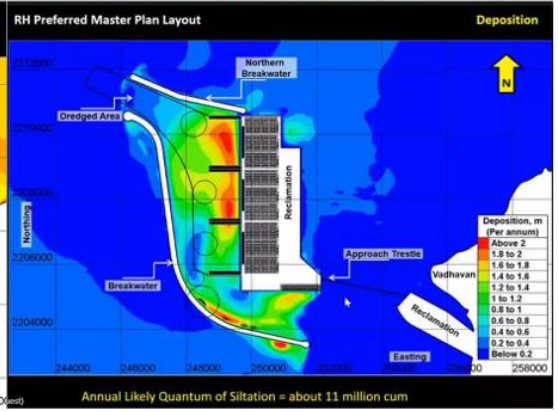 RH Preferred Master Plan Layout
Deposition
2212000
Northern
Breakwater
N
Dredged Area
2210000
Reclamation
2208000
Northing
Deposition, m
(Per annum)
Above 2
1.8 to 2
1.6 to 1.8
1.4 to 1.6
1.2 to 1.4
1 to 1.2
0.8 to 1
0.6 to 0.8
0.4 to 0.6
0.2 to 0.4
Below 0.2
2206000
Approach Trestle
Vadhavan
Breakwater
Reclamation
2204000
Easting
244000
246000
248000
250000
252000
258000
Annual Likely Quantum of Siltation = about 11 million cum